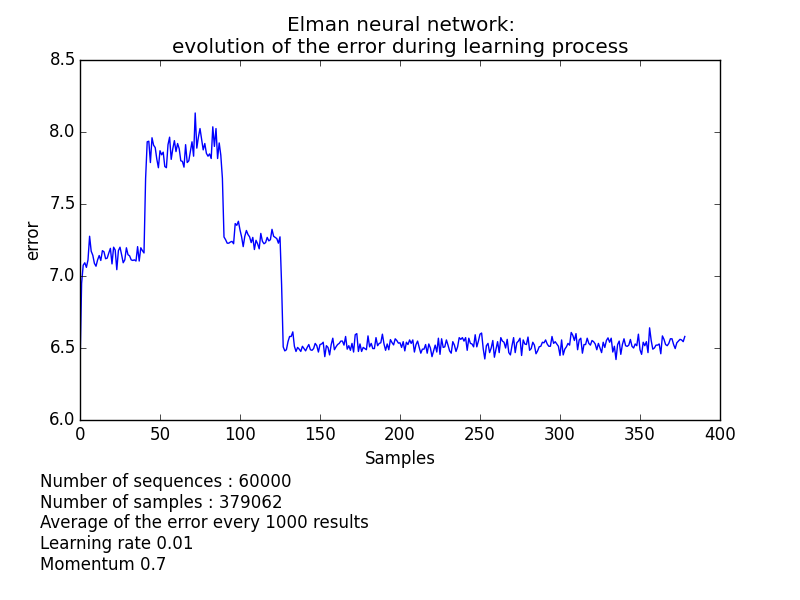 Elman neural network:
evolution of the error during learning process
8.5
8.0
7.5
7.0
6.5
6.0
error
0 50 100 150 200 250 300 350 400
Samples
Number of sequences : 60000
Number of samples : 379062
Average of the error every 1000 results
Learning rate 0.01
Momentum 0.7